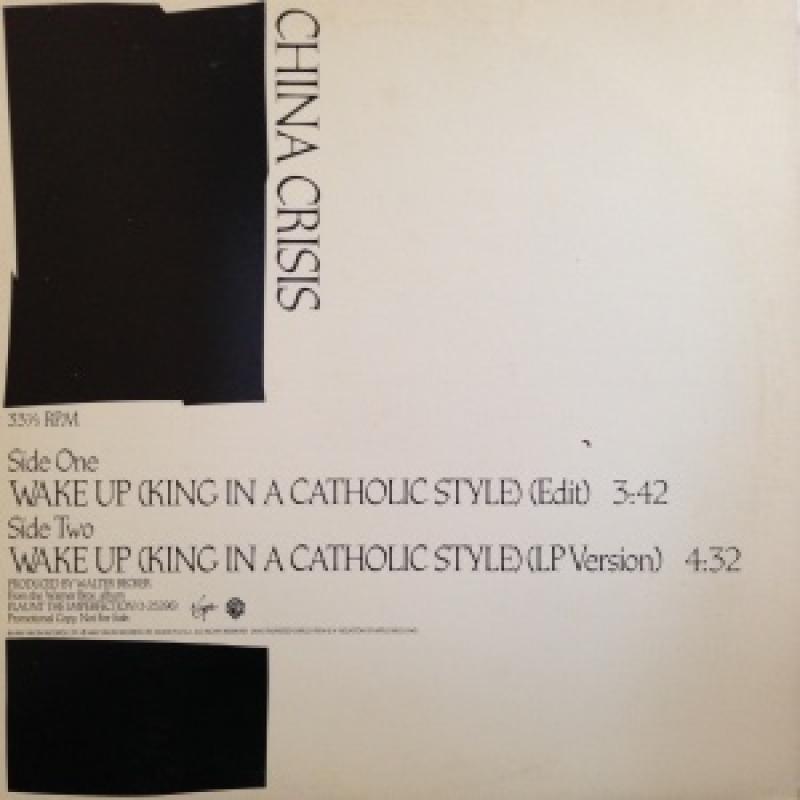 CHINA CRISIS
33⅓ RPM
Side One
WAKE UP (KING IN A CATHOLIC STYLE) (Edit) 3:42
Side Two
WAKE UP (KING IN A CATHOLIC STYLE) (LP Version) 4:32
PRODUCED BY WALTER BECKER
from the Warner Bros. album
FLAUNT THE IMPERFECTION
Virgin
Promotional Copy. Not for Sale